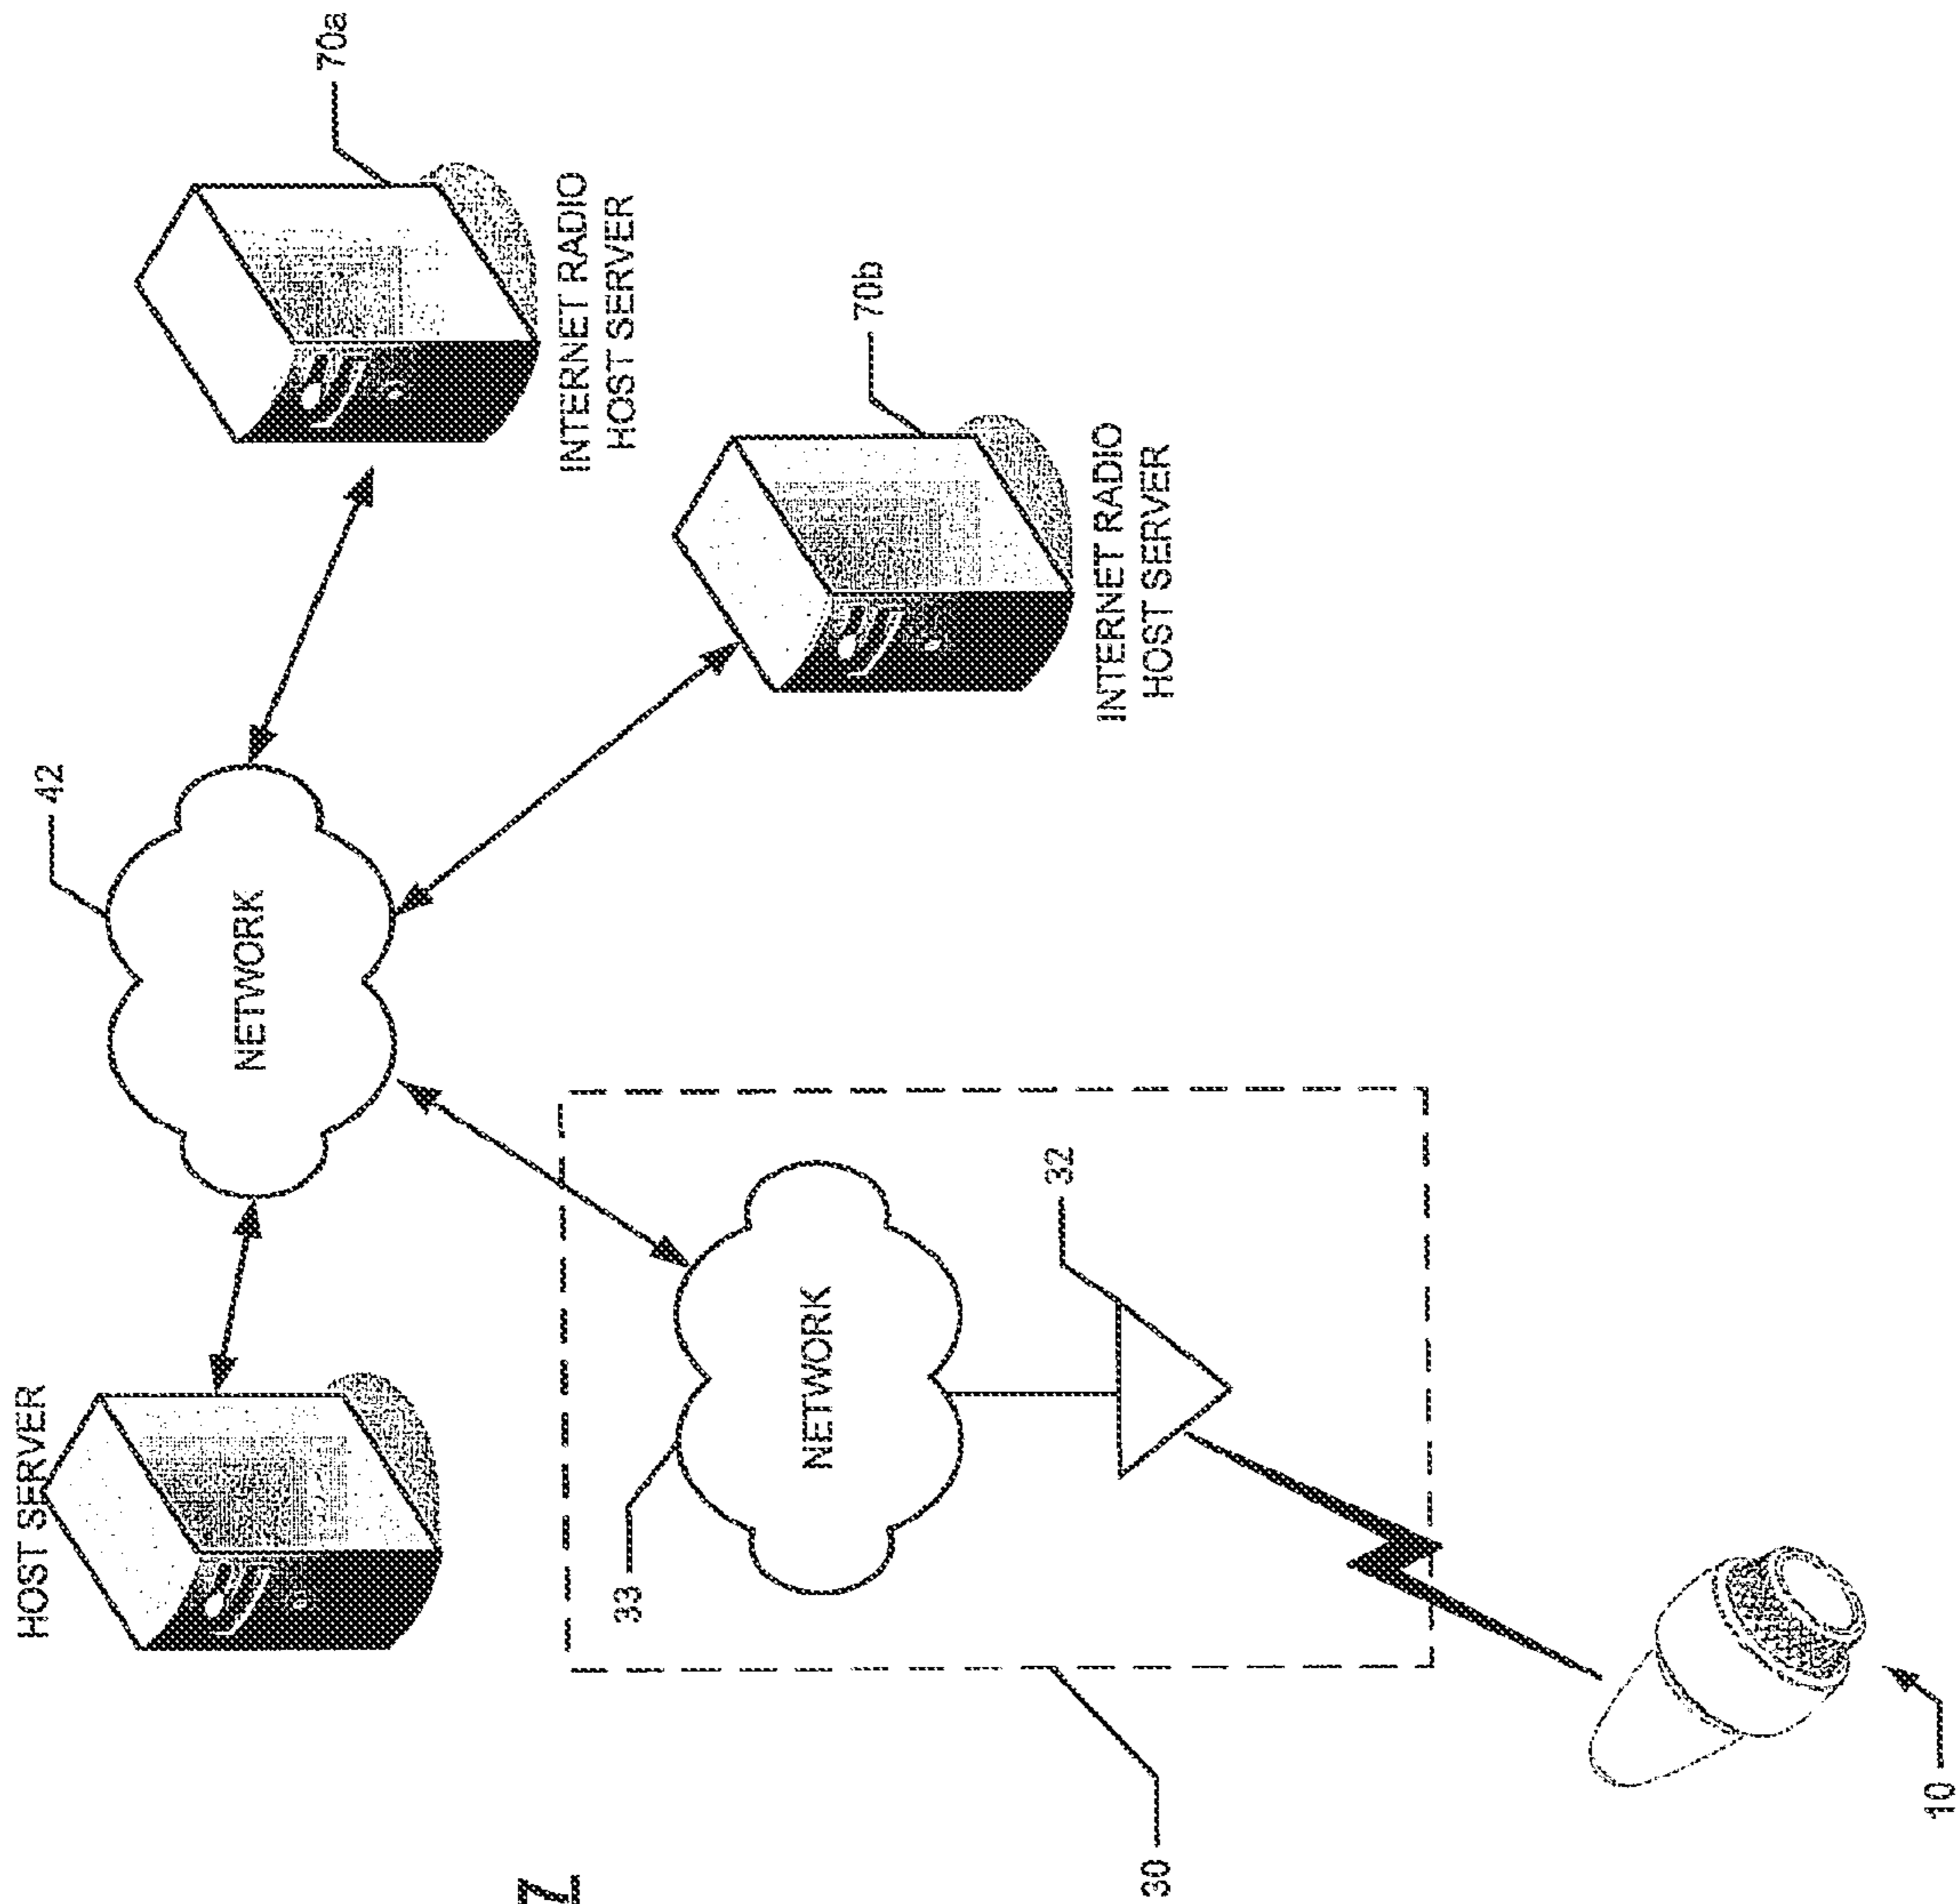 HOST SERVER
42
NETWORK
70a
INTERNET RADIO
HOST SERVER
70b
INTERNET RADIO
HOST SERVER
33
NETWORK
32
30
10